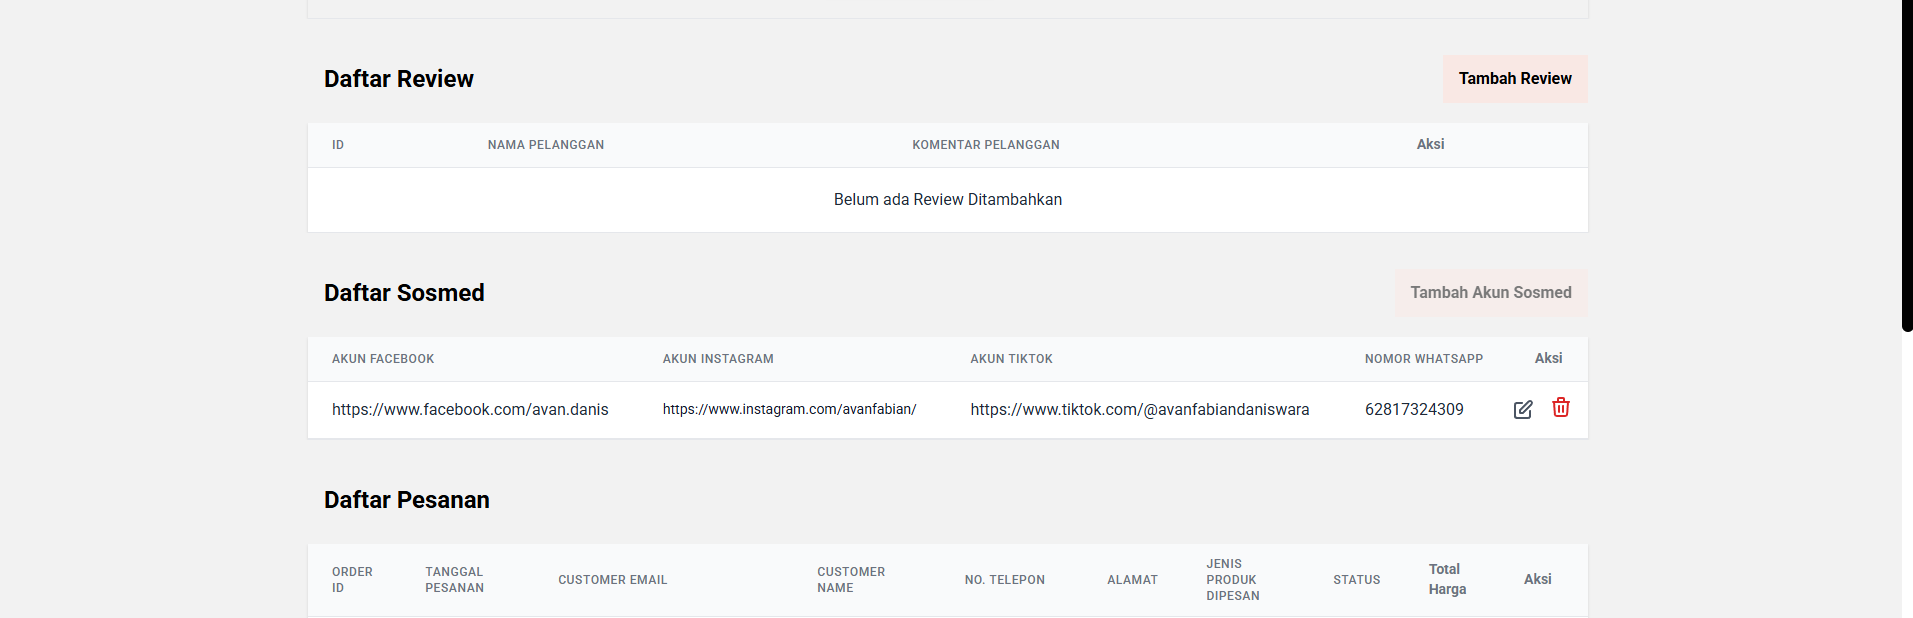 Daftar Review
Tambah Review
ID NAMA PELANGGAN KOMENTAR PELANGGAN Aksi
Belum ada Review Ditambahkan
Daftar Sosmed
Tambah Akun Sosmed
AKUN FACEBOOK AKUN INSTAGRAM AKUN TIKTOK NOMOR WHATSAPP Aksi
https://www.facebook.com/avan.danis https://www.instagram.com/avanfabian/ https://www.tiktok.com/@avanfabiandaniswara 62817324309
Daftar Pesanan
ORDER
ID
TANGGAL
PESANAN
CUSTOMER EMAIL
CUSTOMER
NAME
NO. TELEPON
ALAMAT
JENIS
PRODUK
DIPESAN
STATUS
Total
Harga
Aksi